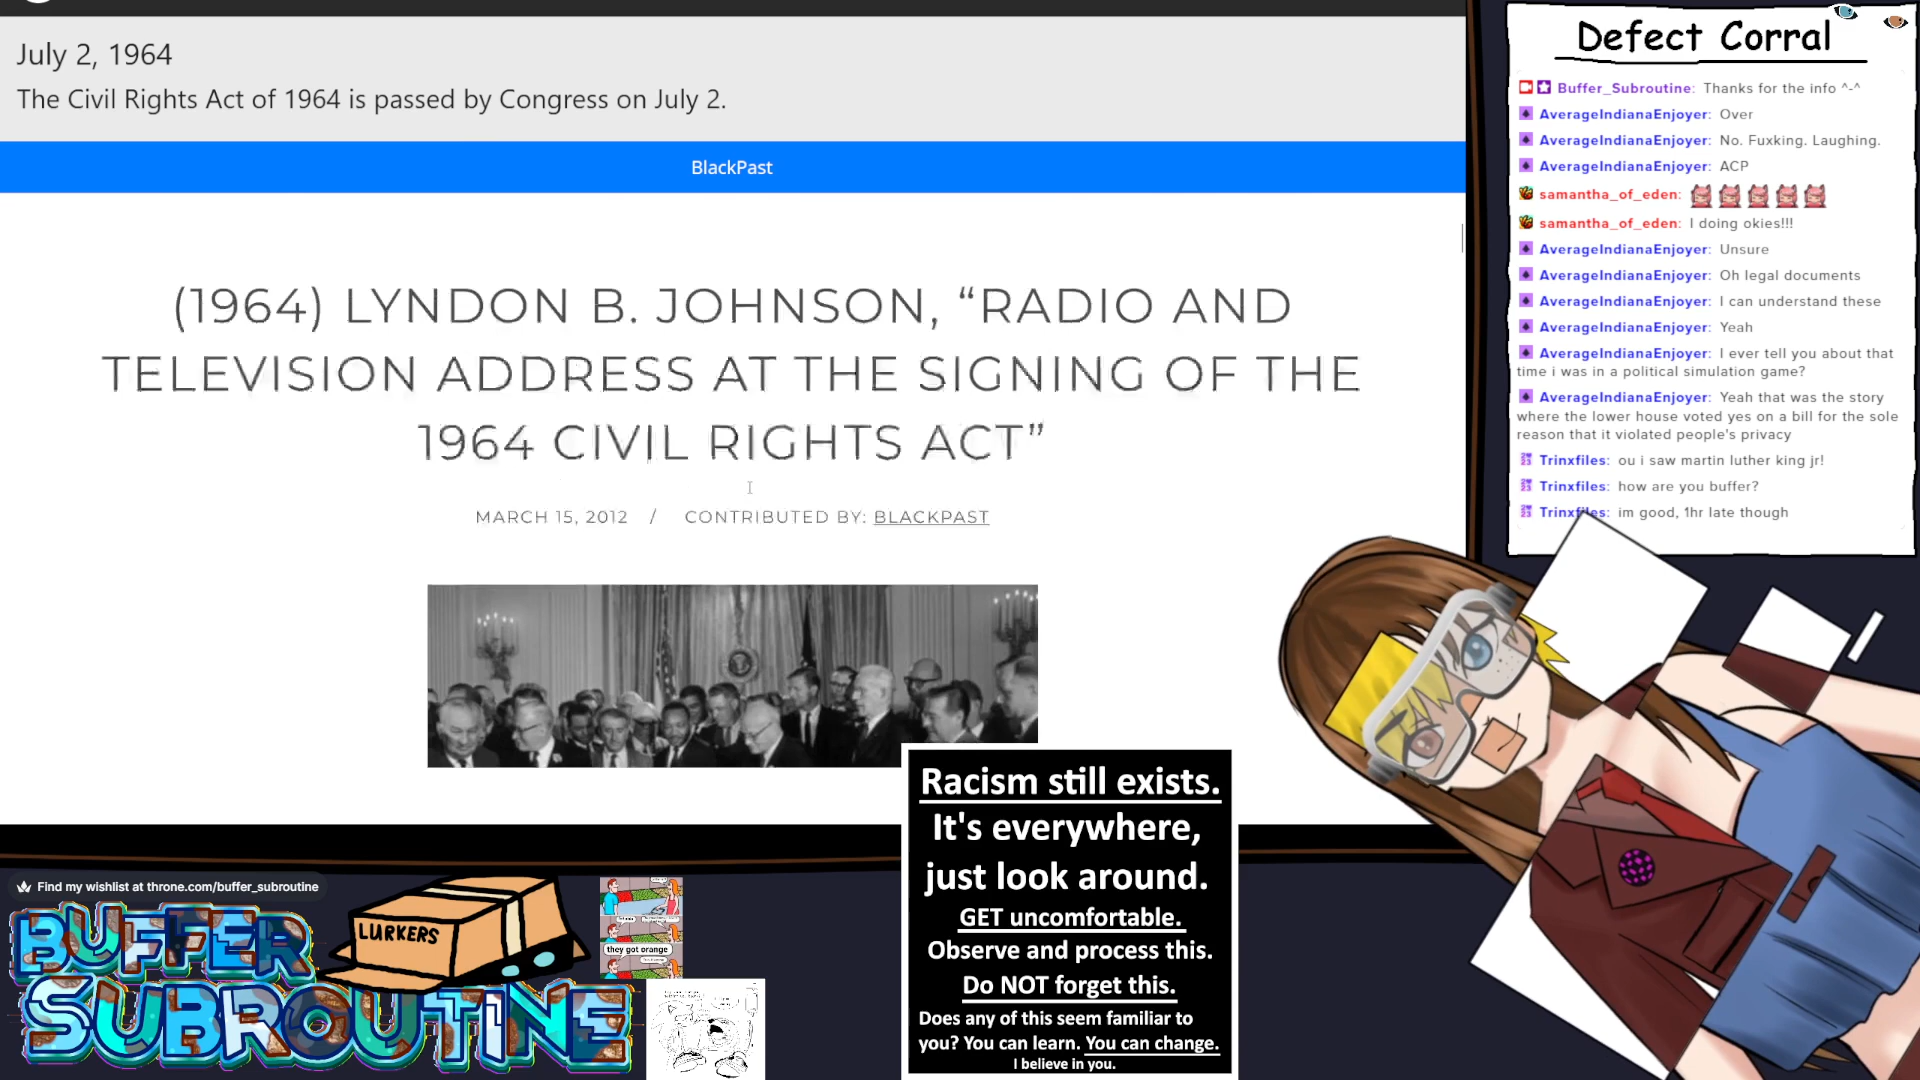 July 2, 1964
The Civil Rights Act of 1964 is passed by Congress on July 2.
BlackPast
(1964) LYNDON B. JOHNSON, “RADIO AND
TELEVISION ADDRESS AT THE SIGNING OF THE
1964 CIVIL RIGHTS ACT”
MARCH 15, 2012 / CONTRIBUTED BY: BLACKPAST
Defect Corral
Buffer_Subroutine: Thanks for the info ^-^
AverageIndianaEnjoyer: Over
AverageIndianaEnjoyer: No. Fuxking. Laughing.
AverageIndianaEnjoyer: ACP
samantha_of_eden:
samantha_of_eden: I doing okies!!!
AverageIndianaEnjoyer: Unsure
AverageIndianaEnjoyer: Oh legal documents
AverageIndianaEnjoyer: I can understand these
AverageIndianaEnjoyer: Yeah
AverageIndianaEnjoyer: I ever tell you about that
time i was in a political simulation game?
AverageIndianaEnjoyer: Yeah that was the story
where the lower house voted yes on a bill for the sole
reason that it violated people's privacy
Trinxfiles: ou i saw martin luther king jr!
Trinxfiles: how are you buffer?
Trinxfiles: im good, 1hr late though
Racism still exists.
It's everywhere,
just look around.
GET uncomfortable.
Observe and process this.
Do NOT forget this.
Does any of this seem familiar to
you? You can learn. You can change.
I believe in you.
Find my wishlist at throne.com/buffer_subroutine
BUFFER
SUBROUTINE
LURKERS
they got orange